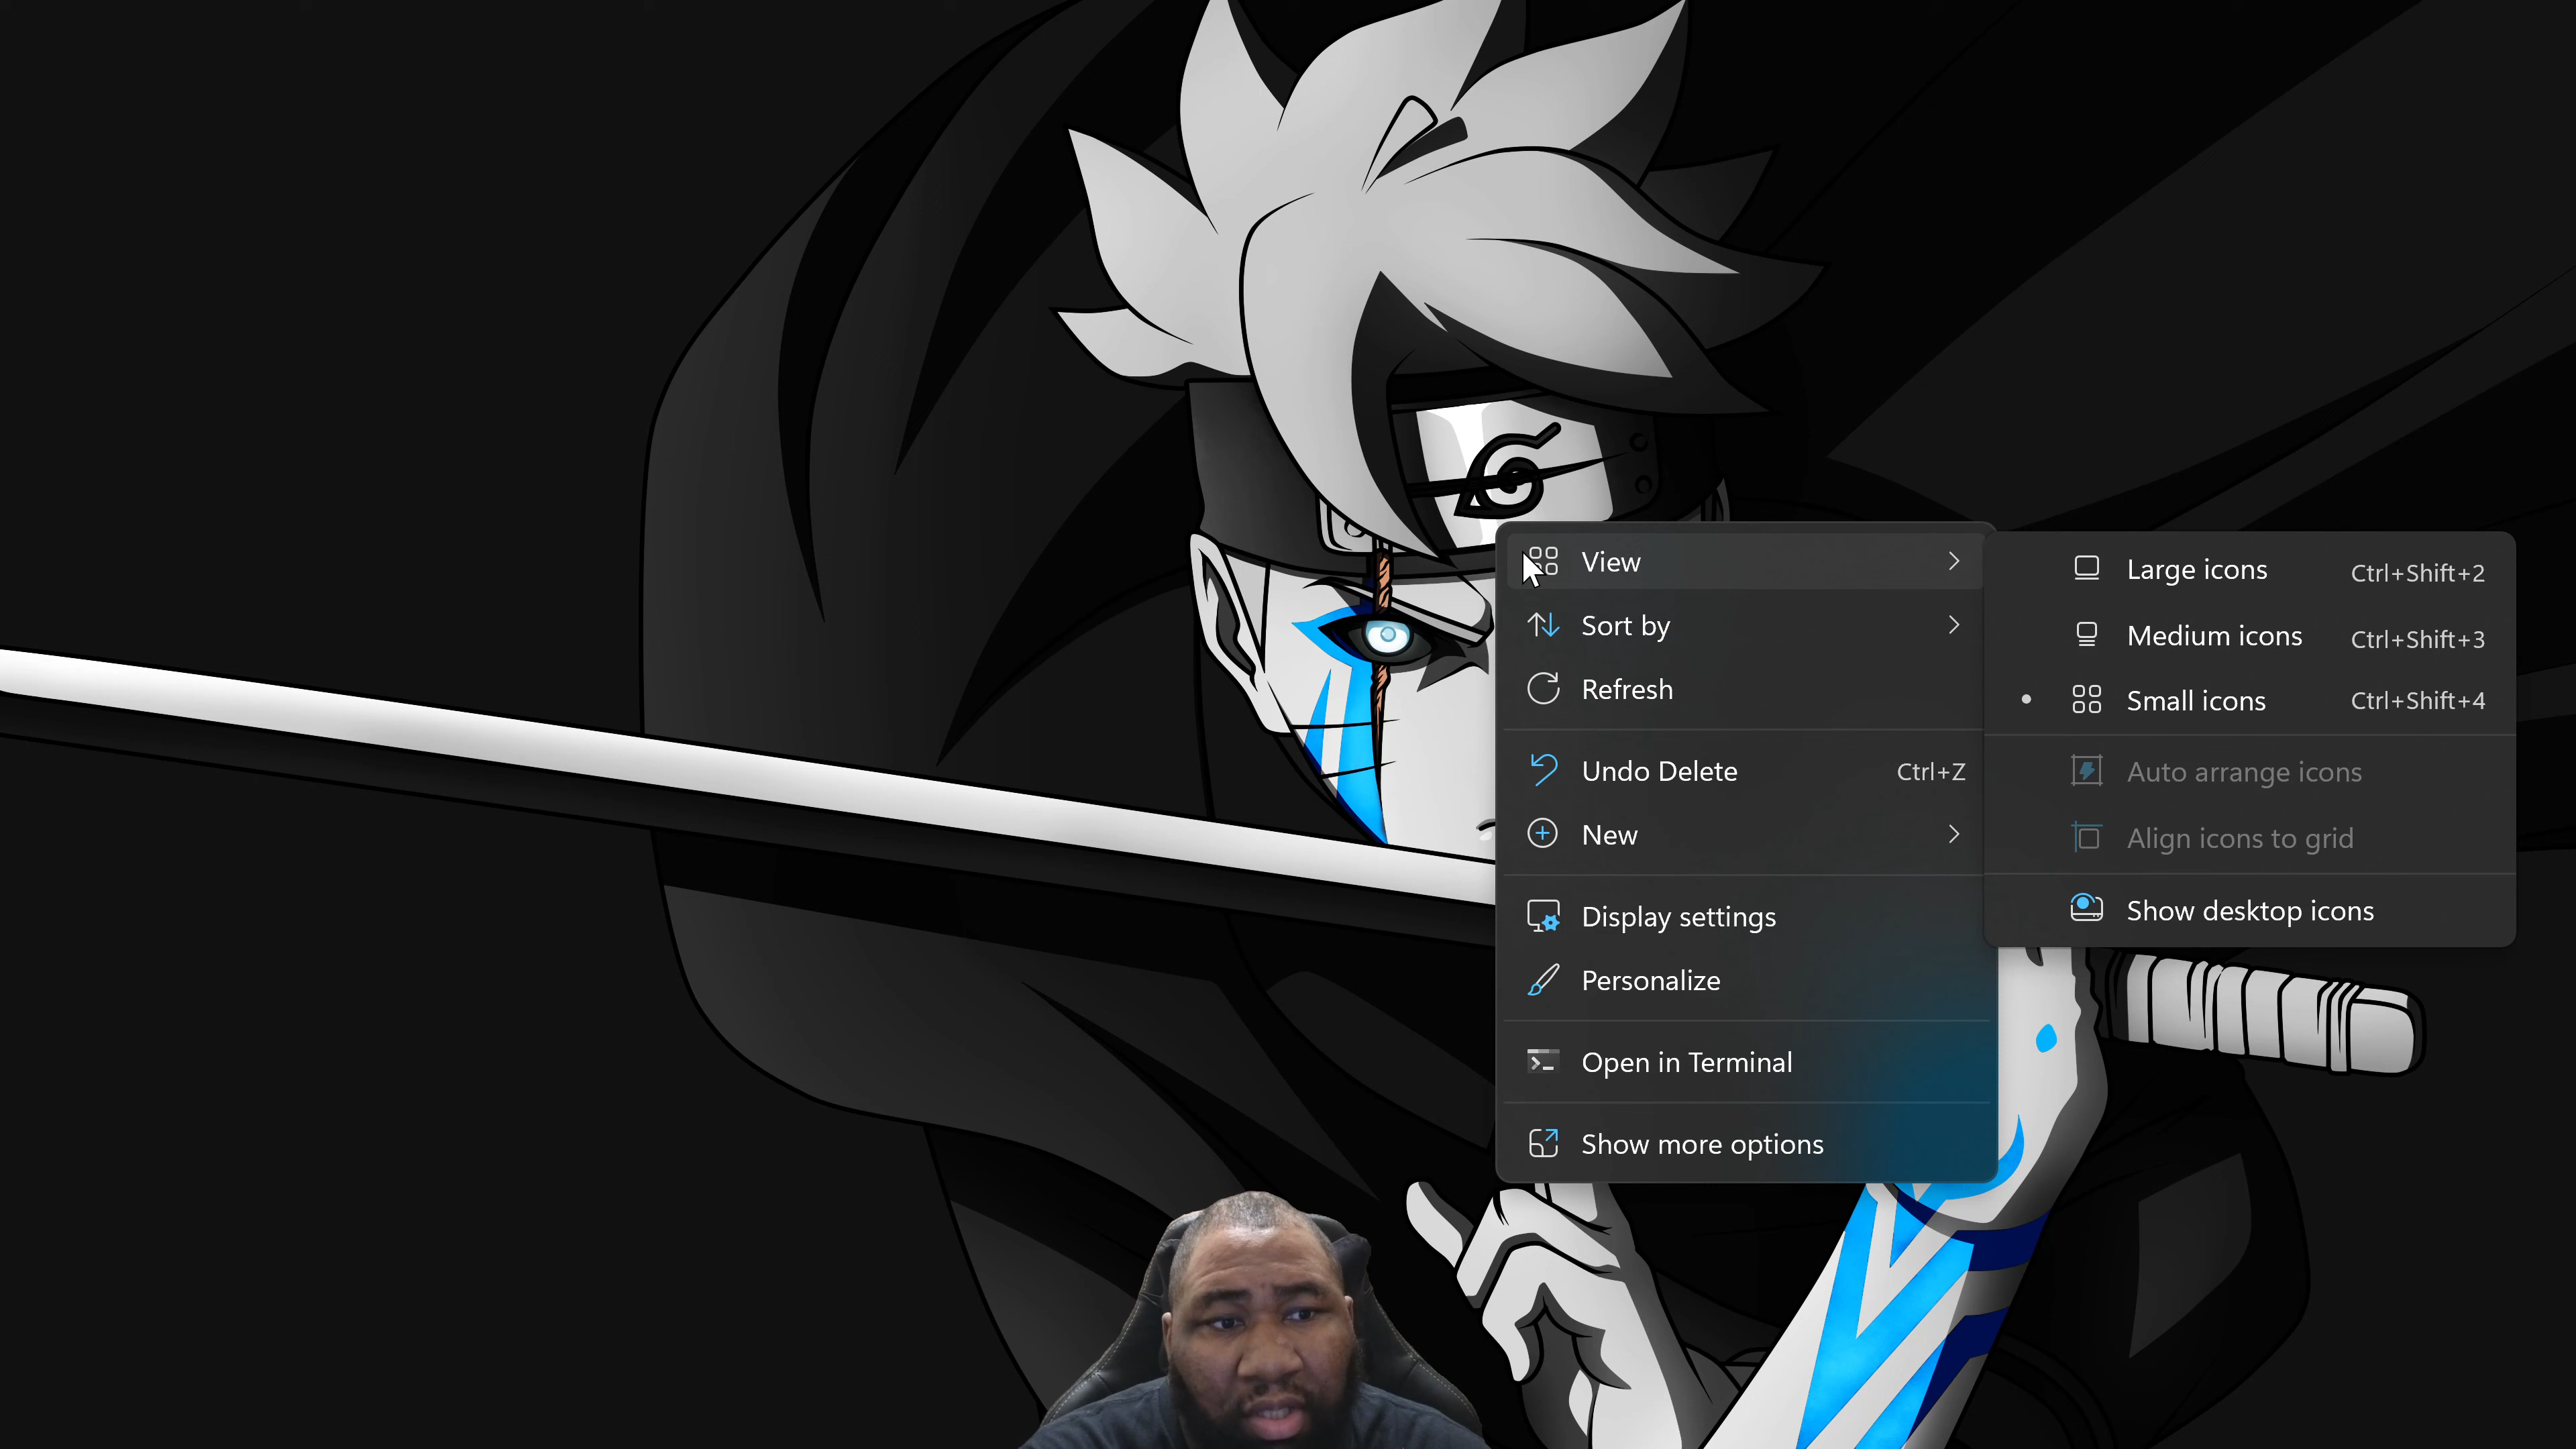 View
Sort by
Refresh
Undo Delete Ctrl+Z
New
Display settings
Personalize
Open in Terminal
Show more options
Large icons Ctrl+Shift+2
Medium icons Ctrl+Shift+3
Small icons Ctrl+Shift+4
Auto arrange icons
Align icons to grid
Show desktop icons